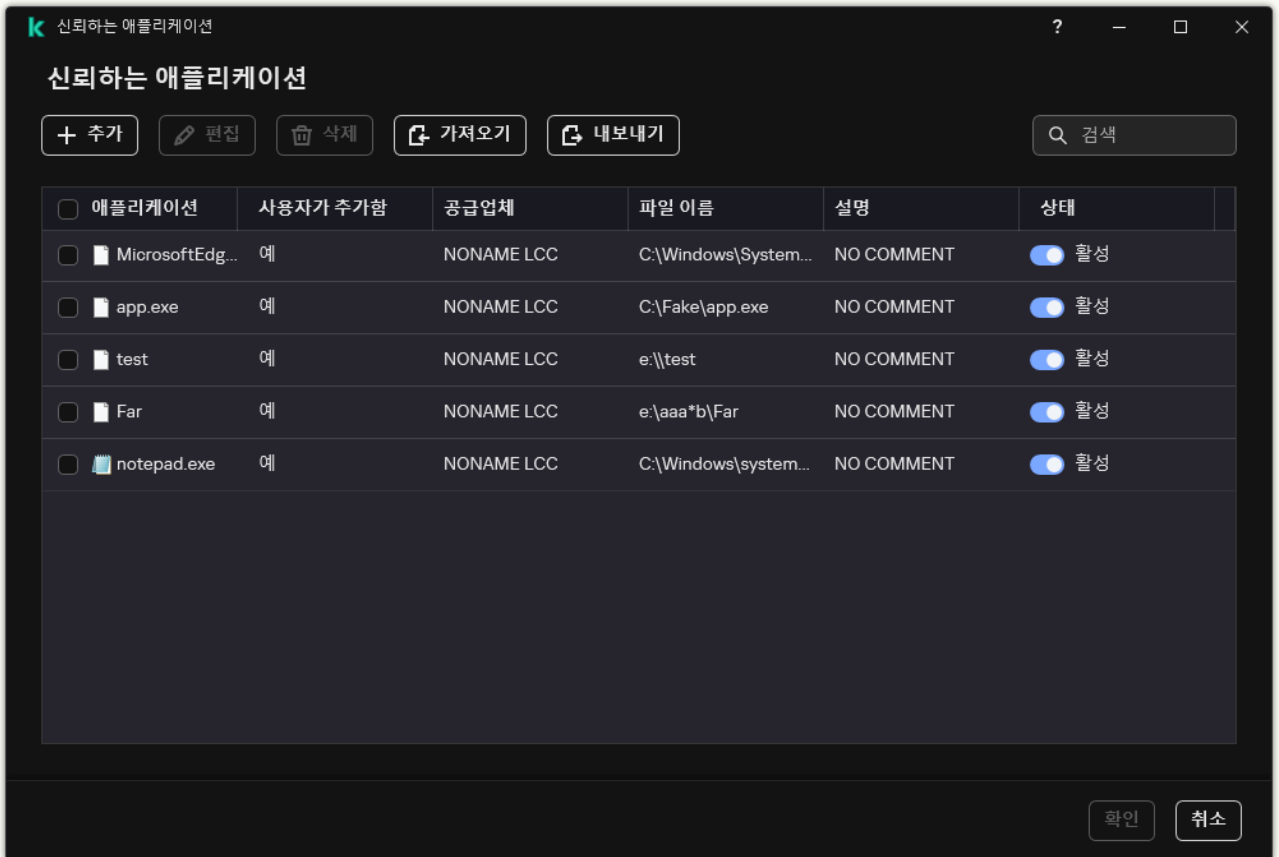 신뢰하는 애플리케이션
?
신뢰하는 애플리케이션
추가 편집 삭제 가져오기 내보내기 검색
애플리케이션 사용자가 추가함 공급업체 파일 이름 설명 상태
MicrosoftEdg... 예 NONAME LCC C:\Windows\System... NO COMMENT 활성
app.exe 예 NONAME LCC C:\Fake\app.exe NO COMMENT 활성
test 예 NONAME LCC e:\\test NO COMMENT 활성
Far 예 NONAME LCC e:\aaa*b\Far NO COMMENT 활성
notepad.exe 예 NONAME LCC C:\Windows\system... NO COMMENT 활성
확인 취소